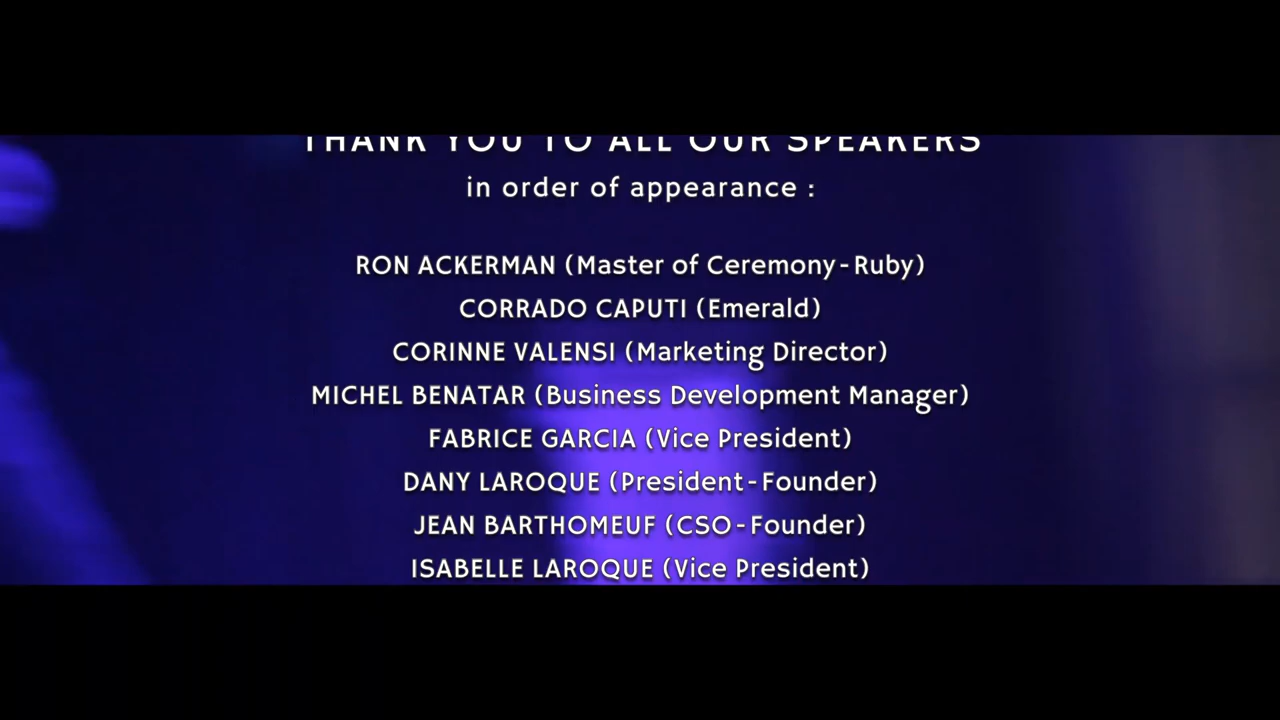 THANK YOU TO ALL OUR SPEAKERS
in order of appearance :
RON ACKERMAN (Master of Ceremony-Ruby)
CORRADO CAPUTI (Emerald)
CORINNE VALENSI (Marketing Director)
MICHEL BENATAR (Business Development Manager)
FABRICE GARCIA (Vice President)
DANY LAROQUE (President-Founder)
JEAN BARTHOMEUF (CSO-Founder)
ISABELLE LAROQUE (Vice President)